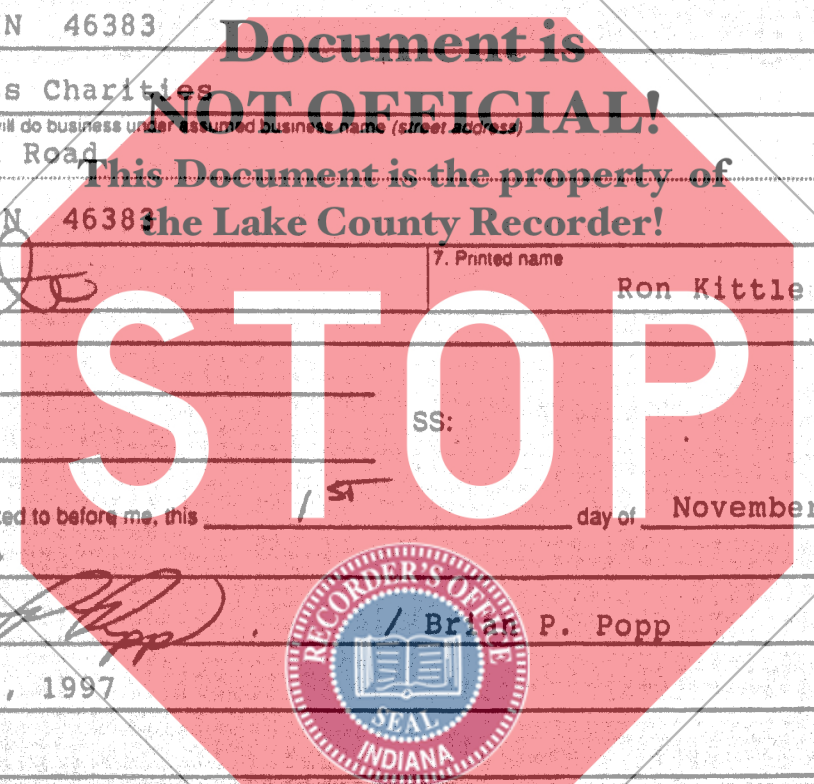 N 46383
Document is
s Charities
NOT OFFICIAL!
ill do business under assumed business name (street address)
Road
This Document is the property of
N 46383
the Lake County Recorder!
7. Printed name
Ron Kittle
STOP
SS:
ed to before me, this 1ST day of November
RECORDER'S OFFICE
/ Brian P. Popp
, 1997
SEAL
INDIANA